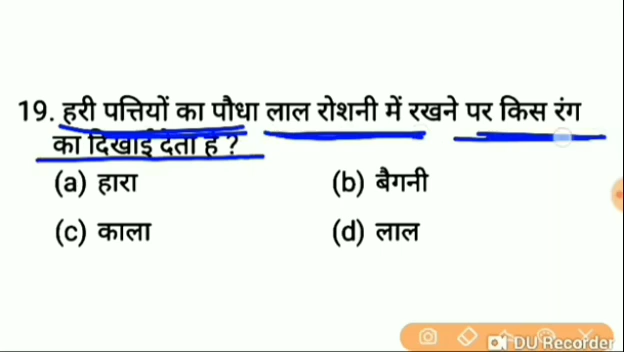 19. हरी पत्तियों का पौधा लाल रोशनी में रखने पर किस रंग
का दिखाई देता है ?
(a) हारा
(b) बैगनी
(c) काला
(d) लाल
DU Recorder